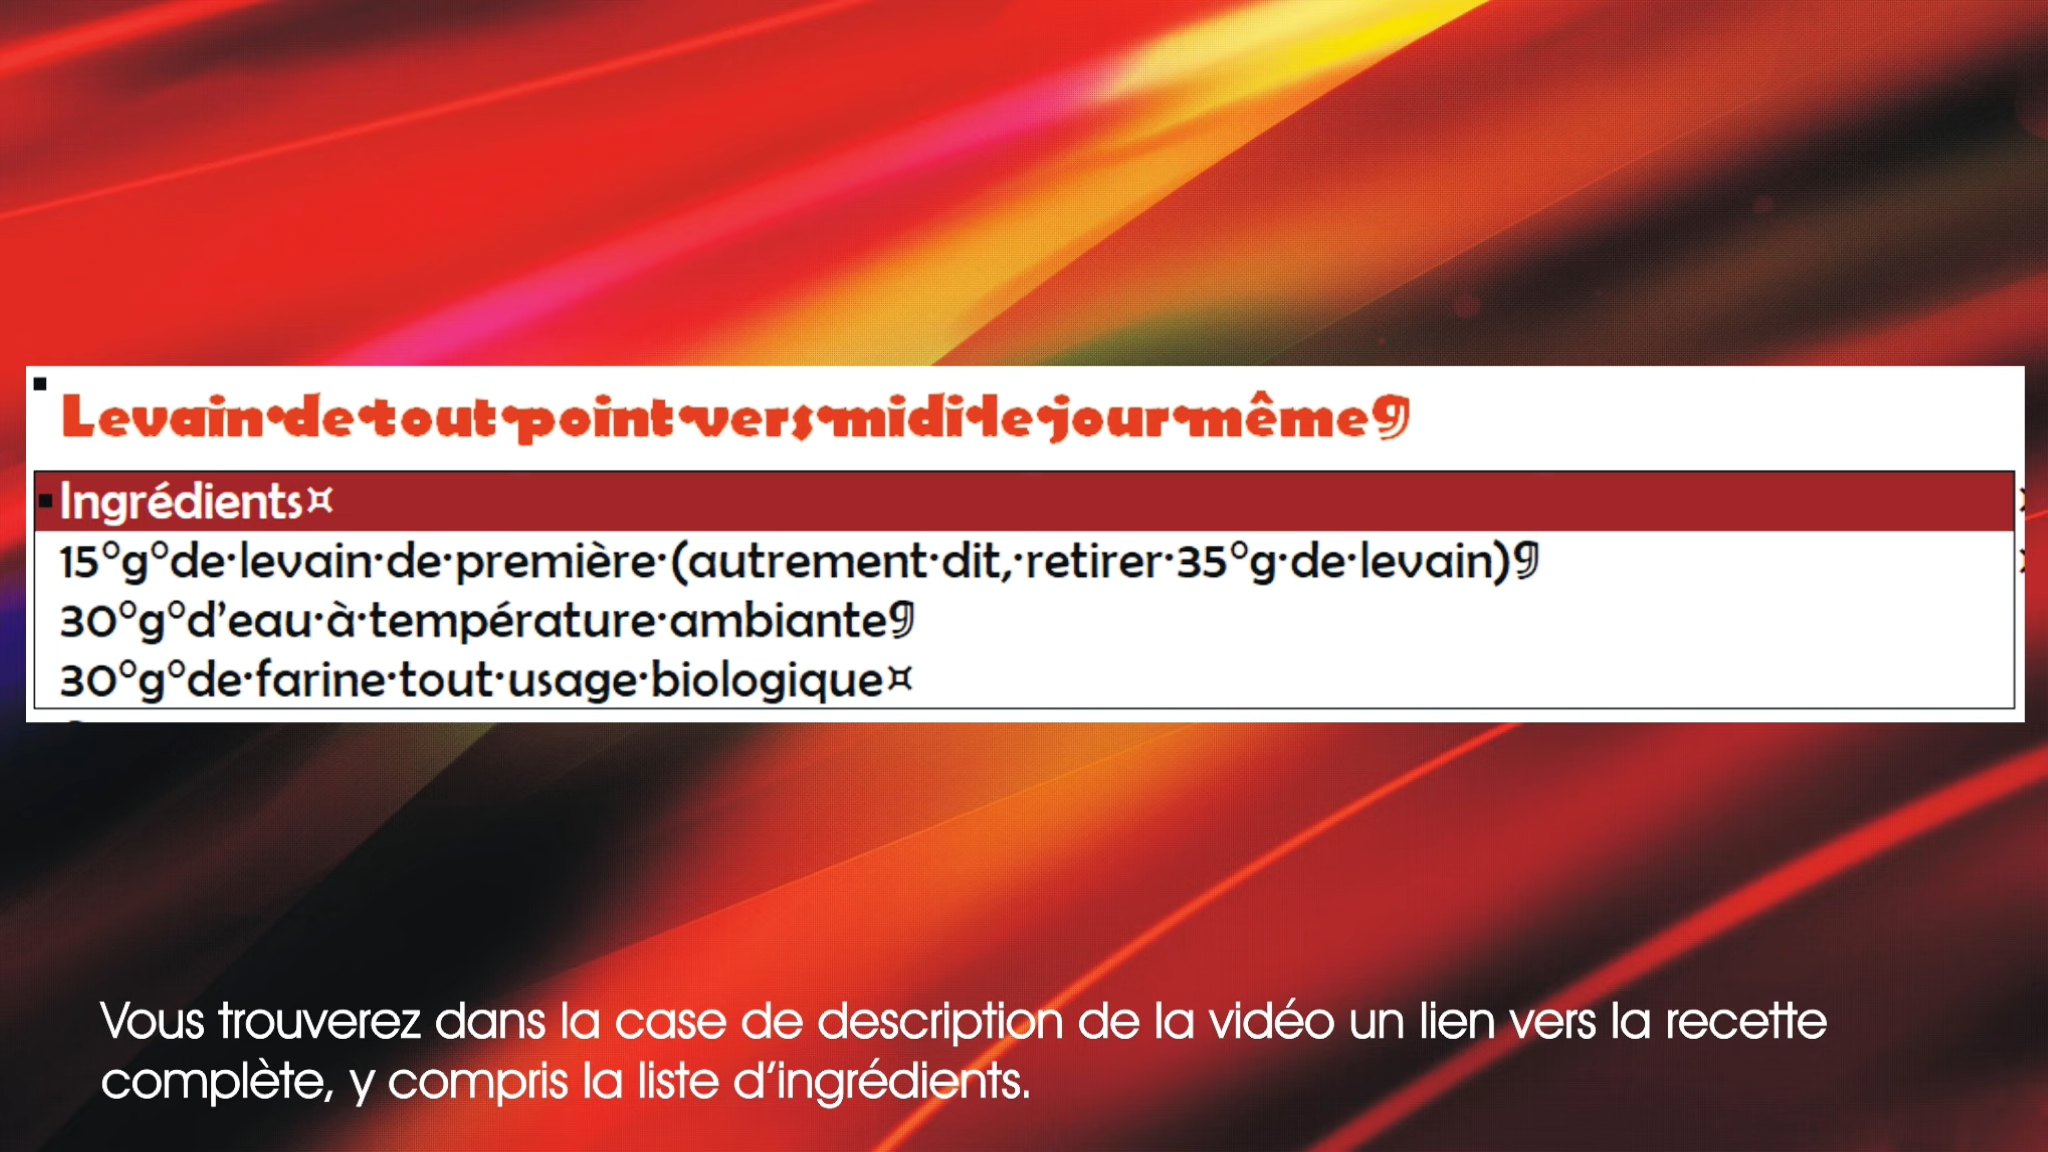 Levain de tout point vers midi le jour même¶
Ingrédients¤
15°g°de·levain·de·première·(autrement·dit,·retirer·35°g·de·levain)¶
30°g°d’eau·à·température·ambiante¶
30°g°de·farine·tout·usage·biologique¤
Vous trouverez dans la case de description de la vidéo un lien vers la recette
complète, y compris la liste d’ingrédients.